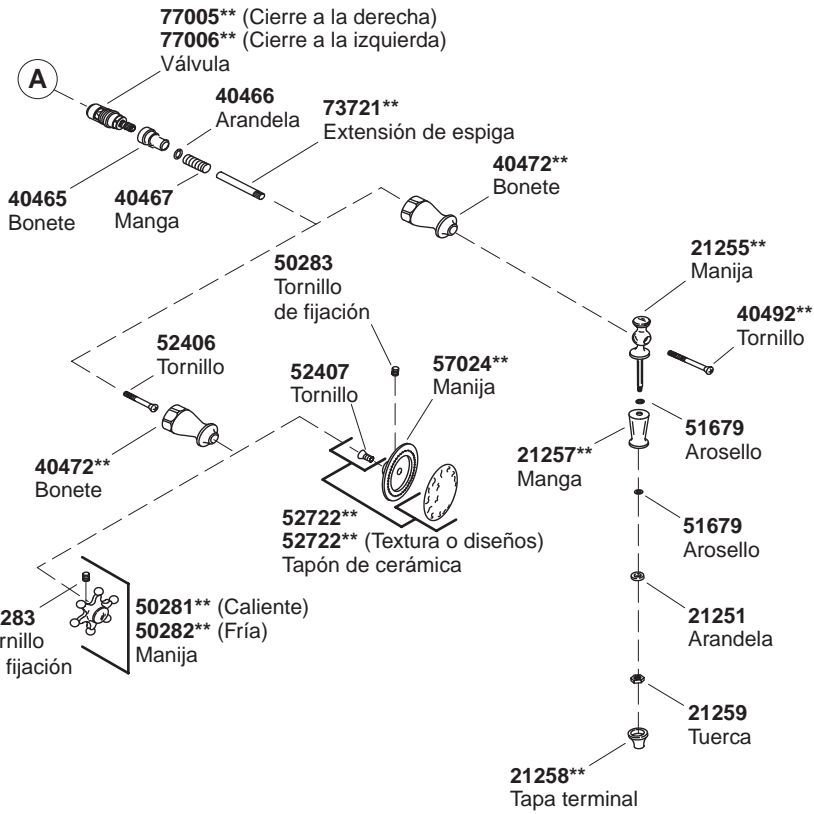 77005** (Cierre a la derecha)
77006** (Cierre a la izquierda)
Válvula
A
40466
Arandela
73721**
Extensión de espiga
40465
Bonete
40467
Manga
40472**
Bonete
21255**
Manija
40492**
Tornillo
50283
Tornillo
de fijación
52406
Tornillo
52407
Tornillo
57024**
Manija
40472**
Bonete
21257**
Manga
51679
Arosello
52722**
52722** (Textura o diseños)
Tapón de cerámica
51679
Arosello
283
rnillo
fijación
50281** (Caliente)
50282** (Fría)
Manija
21251
Arandela
21259
Tuerca
21258**
Tapa terminal